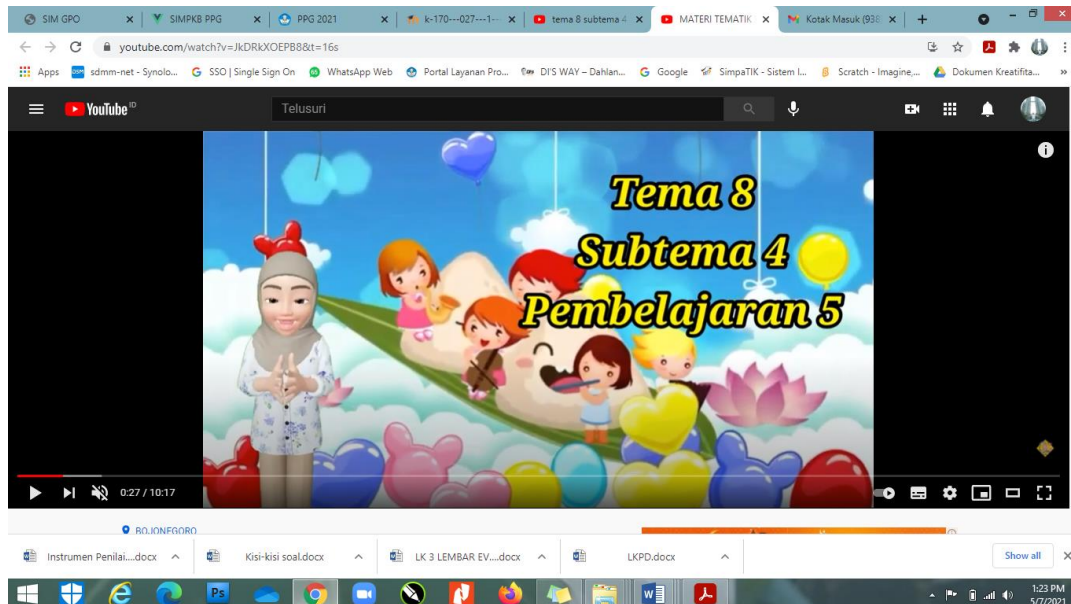 SIM GPO
SIMPKB PPG
PPG 2021
k-170---027---1--
tema 8 subtema 4
MATERI TEMATIK
Kotak Masuk (938
youtube.com/watch?v=JkDRkXOEPB8&t=16s
Apps
sdmm-net - Synolo...
SSO | Single Sign On
WhatsApp Web
Portal Layanan Pro...
DI'S WAY – Dahlan...
Google
SimpaTIK - Sistem I...
Scratch - Imagine,...
Dokumen Kreatifita...
YouTube ID
Telusuri
Tema 8
Subtema 4
Pembelajaran 5
0:27 / 10:17
BOJONEGORO
Instrumen Penilai....docx
Kisi-kisi soal.docx
LK 3 LEMBAR EV....docx
LKPD.docx
Show all
Ps
1:23 PM
5/7/2021